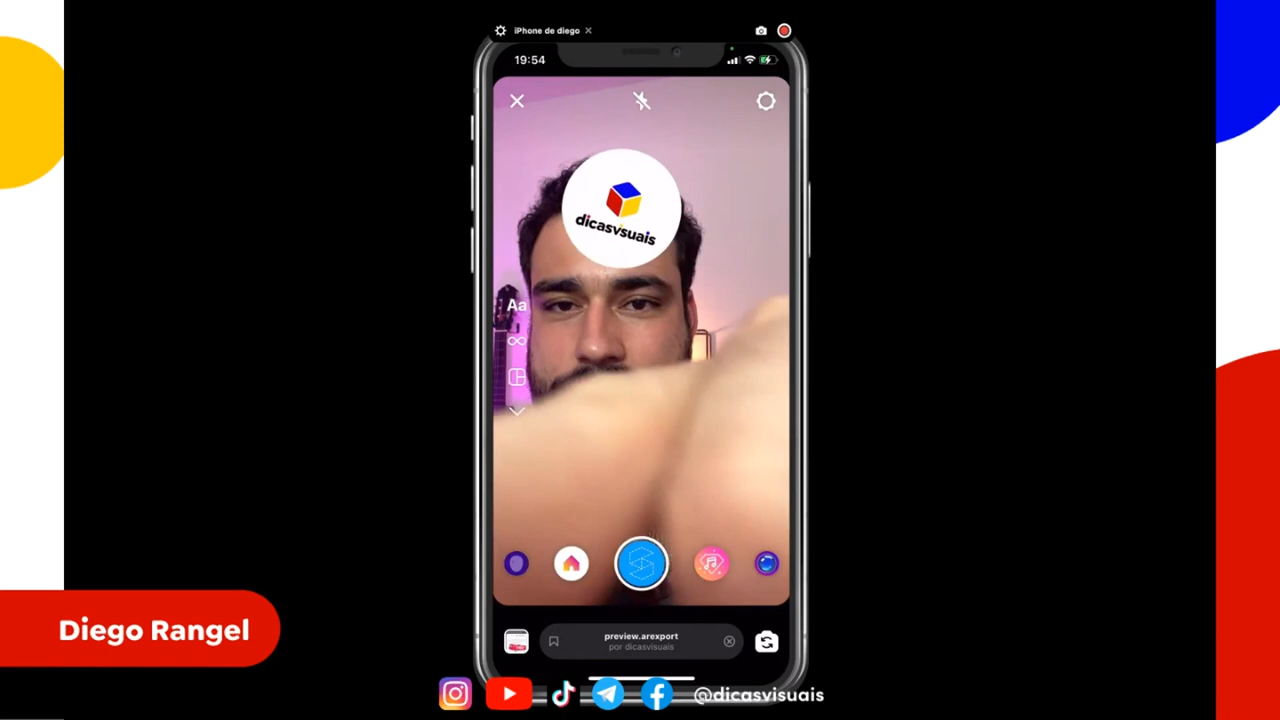 iPhone de diego
19:54
dicasvisuais
Aa
preview.arexport
por dicasvisuais
Diego Rangel
@dicasvisuais